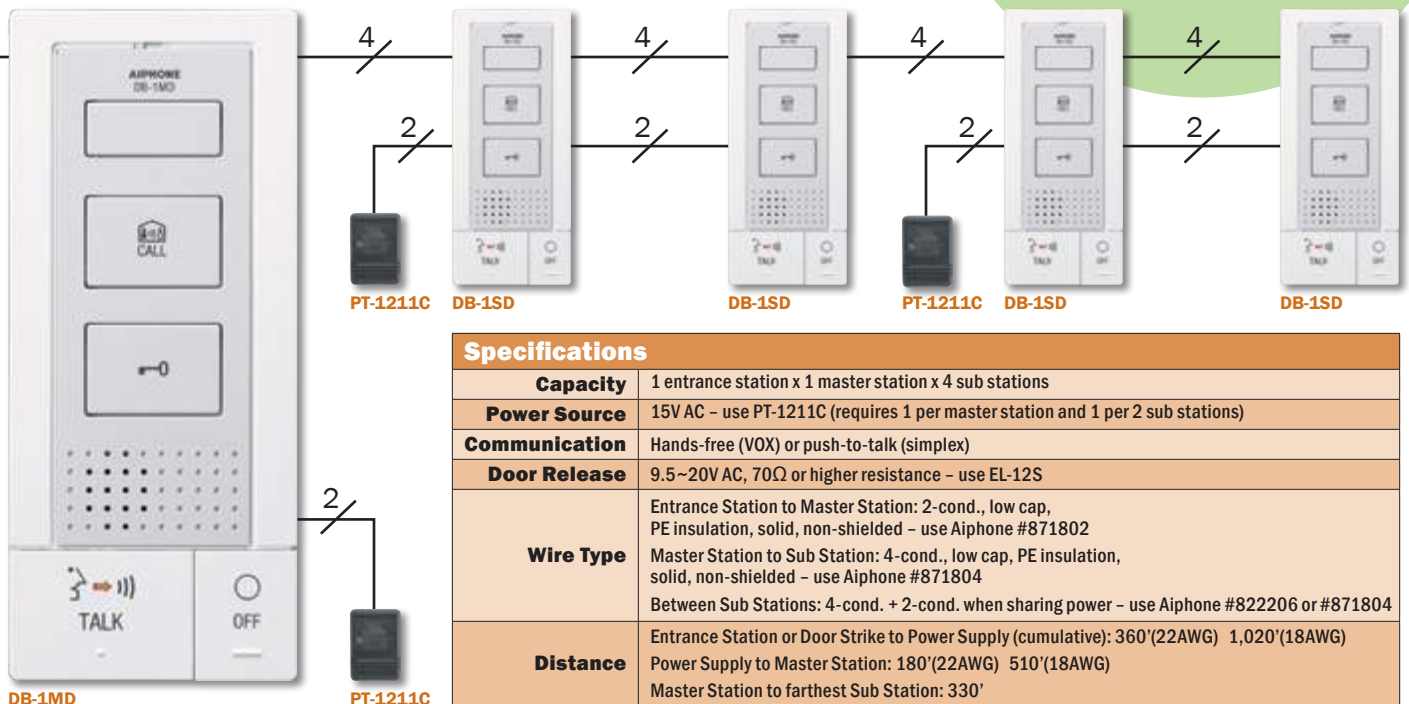 4
4
4
4
2
2
2
2
AIPHONE
DB-1MD
CALL
TALK
OFF
2
DB-1MD
PT-1211C
PT-1211C
DB-1SD
TALK
OFF
DB-1SD
TALK
OFF
PT-1211C
DB-1SD
TALK
OFF
DB-1SD
TALK
OFF
Specifications
Capacity 1 entrance station x 1 master station x 4 sub stations
Power Source 15V AC – use PT-1211C (requires 1 per master station and 1 per 2 sub stations)
Communication Hands-free (VOX) or push-to-talk (simplex)
Door Release 9.5~20V AC, 70Ω or higher resistance – use EL-12S
Wire Type
Entrance Station to Master Station: 2-cond., low cap,
PE insulation, solid, non-shielded – use Aiphone #871802
Master Station to Sub Station: 4-cond., low cap, PE insulation,
solid, non-shielded – use Aiphone #871804
Between Sub Stations: 4-cond. + 2-cond. when sharing power – use Aiphone #822206 or #871804
Distance
Entrance Station or Door Strike to Power Supply (cumulative): 360'(22AWG) 1,020'(18AWG)
Power Supply to Master Station: 180'(22AWG) 510'(18AWG)
Master Station to farthest Sub Station: 330'